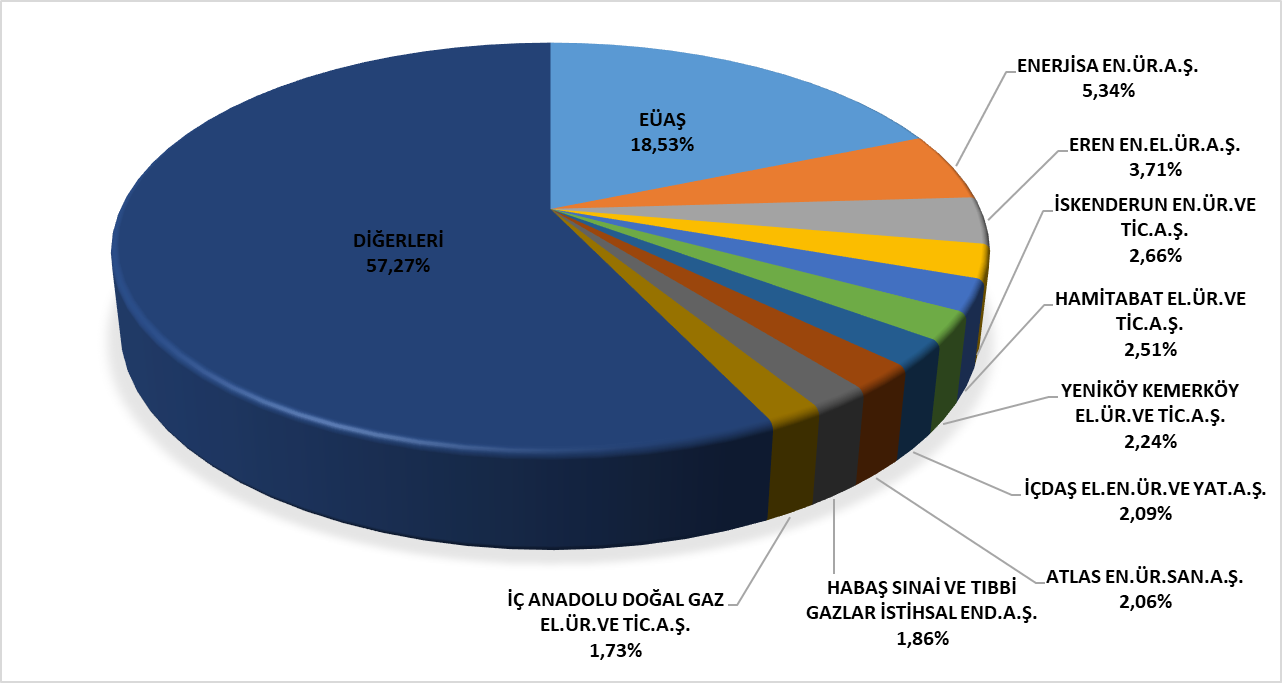 EÜAŞ
18,53%
ENERJİSA EN.ÜR.A.Ş.
5,34%
EREN EN.EL.ÜR.A.Ş.
3,71%
İSKENDERUN EN.ÜR.VE
TİC.A.Ş.
2,66%
HAMİTABAT EL.ÜR.VE
TİC.A.Ş.
2,51%
YENİKÖY KEMERKÖY
EL.ÜR.VE TİC.A.Ş.
2,24%
İÇDAŞ EL.EN.ÜR.VE YAT.A.Ş.
2,09%
ATLAS EN.ÜR.SAN.A.Ş.
2,06%
HABAŞ SINAİ VE TIBBİ
GAZLAR İSTİHSAL END.A.Ş.
1,86%
İÇ ANADOLU DOĞAL GAZ
EL.ÜR.VE TİC.A.Ş.
1,73%
DİĞERLERİ
57,27%